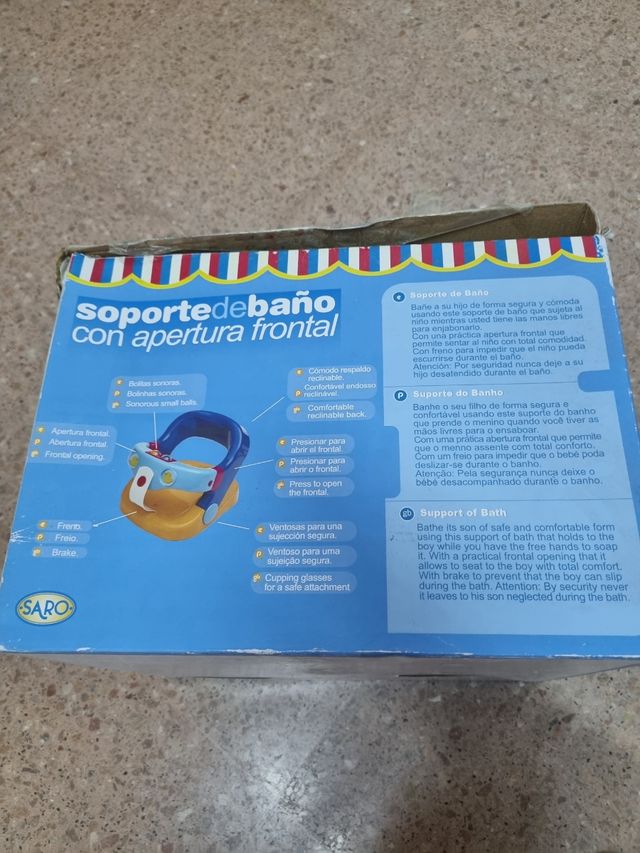 soportedebaño
con apertura frontal
e Bolitas sonoras.
P Bolinhas sonoras.
gb Sonorous small balls.
e Cómodo respaldo
reclinable.
P Confortável endosso
reclinável.
gb Comfortable
reclinable back.
e Apertura frontal.
P Abertura frontal.
gb Frontal opening.
e Presionar para
abrir el frontal.
P Pressionar para
abrir o frontal.
gb Press to open
the frontal.
e Freno.
P Freio.
gb Brake.
e Ventosas para una
sujección segura.
P Ventoso para uma
sujeição segura.
gb Cupping glasses
for a safe attachment
SARO
e Soporte de Baño
Bañe a su hijo de forma segura y cómoda
usando este soporte de baño que sujeta al
niño mientras usted tiene las manos libres
para enjabonarlo.
Con una práctica apertura frontal que
permite sentar al niño con total comodidad.
Con freno para impedir que el niño pueda
escurrirse durante el baño.
Atención: Por seguridad nunca deje a su
hijo desatendido durante el baño.
P Suporte do Banho
Banhe o seu filho de forma segura e
confortável usando este suporte do banho
que prende o menino quando você tiver as
mãos livres para o ensaboar.
Com uma prática abertura frontal que permite
que o menno assente com total conforto.
Com um freio para impedir que o bebé poda
deslizar-se durante o banho.
Atenção: Pela segurança nunca deixe o
bébé desacompanhado durante o banho.
gb Support of Bath
Bathe its son of safe and comfortable form
using this support of bath that holds to the
boy while you have the free hands to soap
it. With a practical frontal opening that it
allows to seat to the boy with total comfort.
With brake to prevent that the boy can slip
during the bath. Attention: By security never
it leaves to his son neglected during the bath.